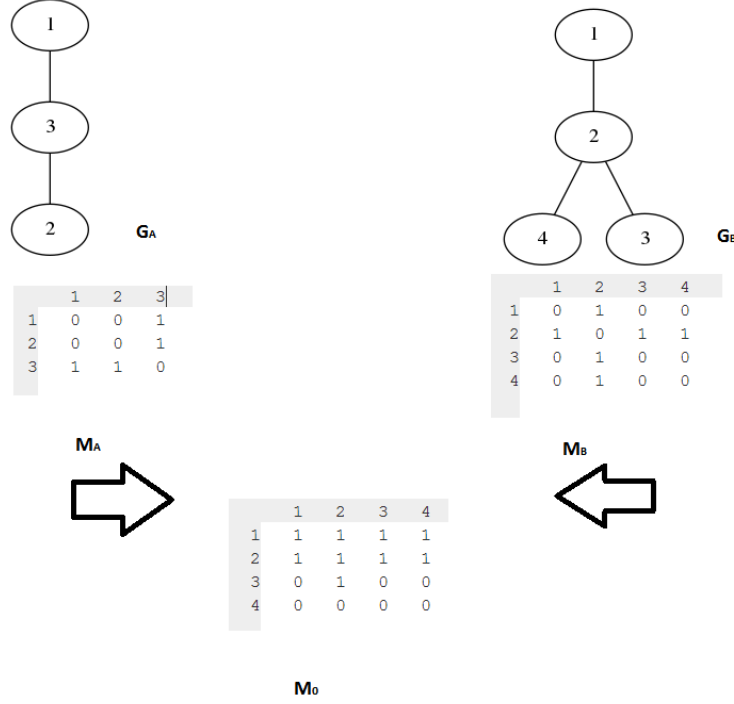 1
3
2
GA
1 2 3
1 0 0 1
2 0 0 1
3 1 1 0
MA
1
2
4 3
GB
1 2 3 4
1 0 1 0 0
2 1 0 1 1
3 0 1 0 0
4 0 1 0 0
MB
1 2 3 4
1 1 1 1 1
2 1 1 1 1
3 0 1 0 0
4 0 0 0 0
M0